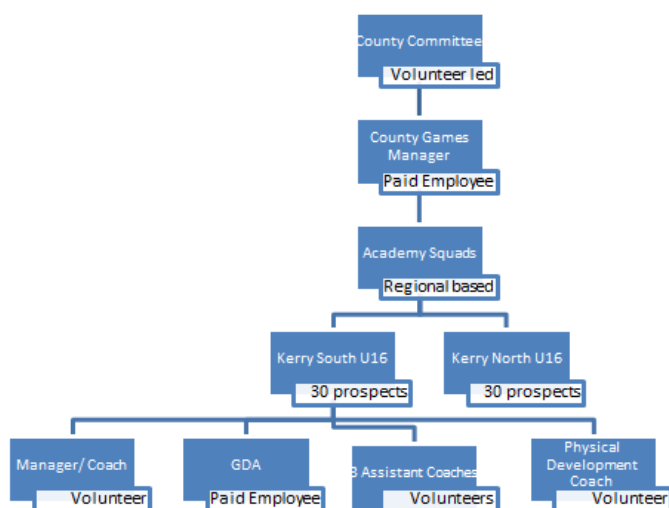 County Committee
Volunteer led
County Games
Manager
Paid Employee
Academy Squads
Regional based
Kerry South U16
30 prospects
Kerry North U16
30 prospects
Manager/ Coach
Volunteer
GDA
Paid Employee
3 Assistant Coaches
Volunteers
Physical
Development
Coach
Volunteer